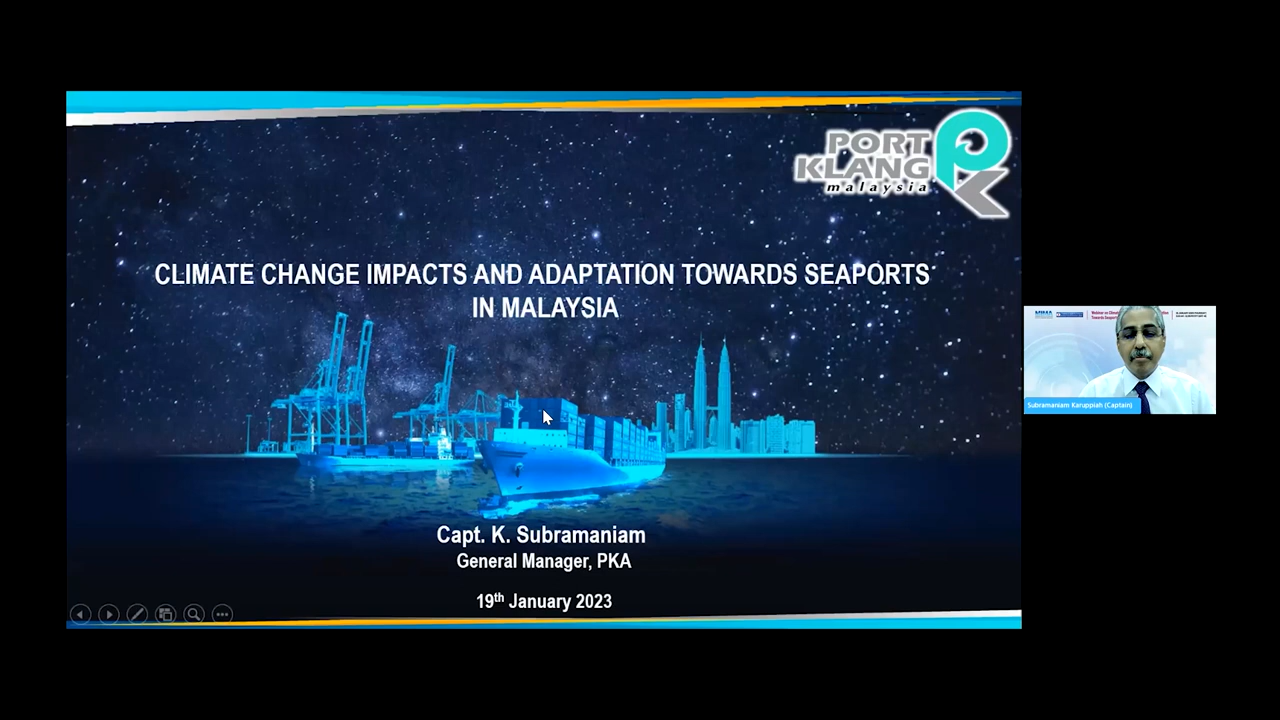 PORT
KLANG
malaysia
CLIMATE CHANGE IMPACTS AND ADAPTATION TOWARDS SEAPORTS
IN MALAYSIA
Capt. K. Subramaniam
General Manager, PKA
19th January 2023
MIMA
Subramaniam Karuppiah (Captain)